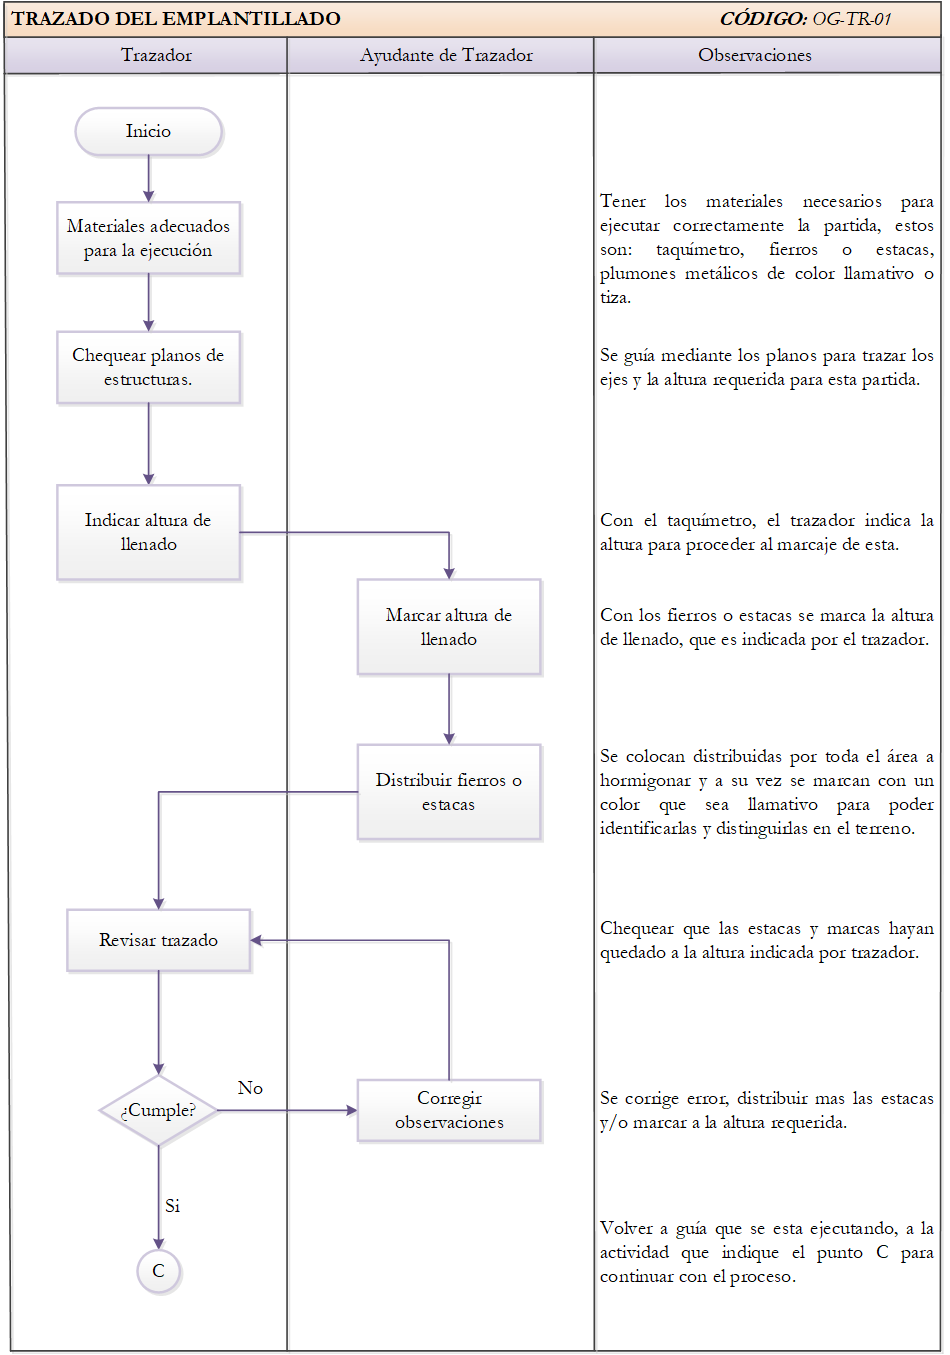 TRAZADO DEL EMPLANTILLADO
CÓDIGO: OG-TR-01
Trazador
Ayudante de Trazador
Observaciones
Inicio
Materiales adecuados
para la ejecución
Tener los materiales necesarios para
ejecutar correctamente la partida, estos
son: taquímetro, fierros o estacas,
plumones metálicos de color llamativo o
tiza.
Chequear planos de
estructuras.
Se guía mediante los planos para trazar los
ejes y la altura requerida para esta partida.
Indicar altura de
llenado
Con el taquímetro, el trazador indica la
altura para proceder al marcaje de esta.
Marcar altura de
llenado
Con los fierros o estacas se marca la altura
de llenado, que es indicada por el trazador.
Distribuir fierros o
estacas
Se colocan distribuidas por toda el área a
hormigonar y a su vez se marcan con un
color que sea llamativo para poder
identificarlas y distinguirlas en el terreno.
Revisar trazado
Chequear que las estacas y marcas hayan
quedado a la altura indicada por trazador.
¿Cumple?
No
Corregir
observaciones
Se corrige error, distribuir mas las estacas
y/o marcar a la altura requerida.
Si
C
Volver a guía que se esta ejecutando, a la
actividad que indique el punto C para
continuar con el proceso.